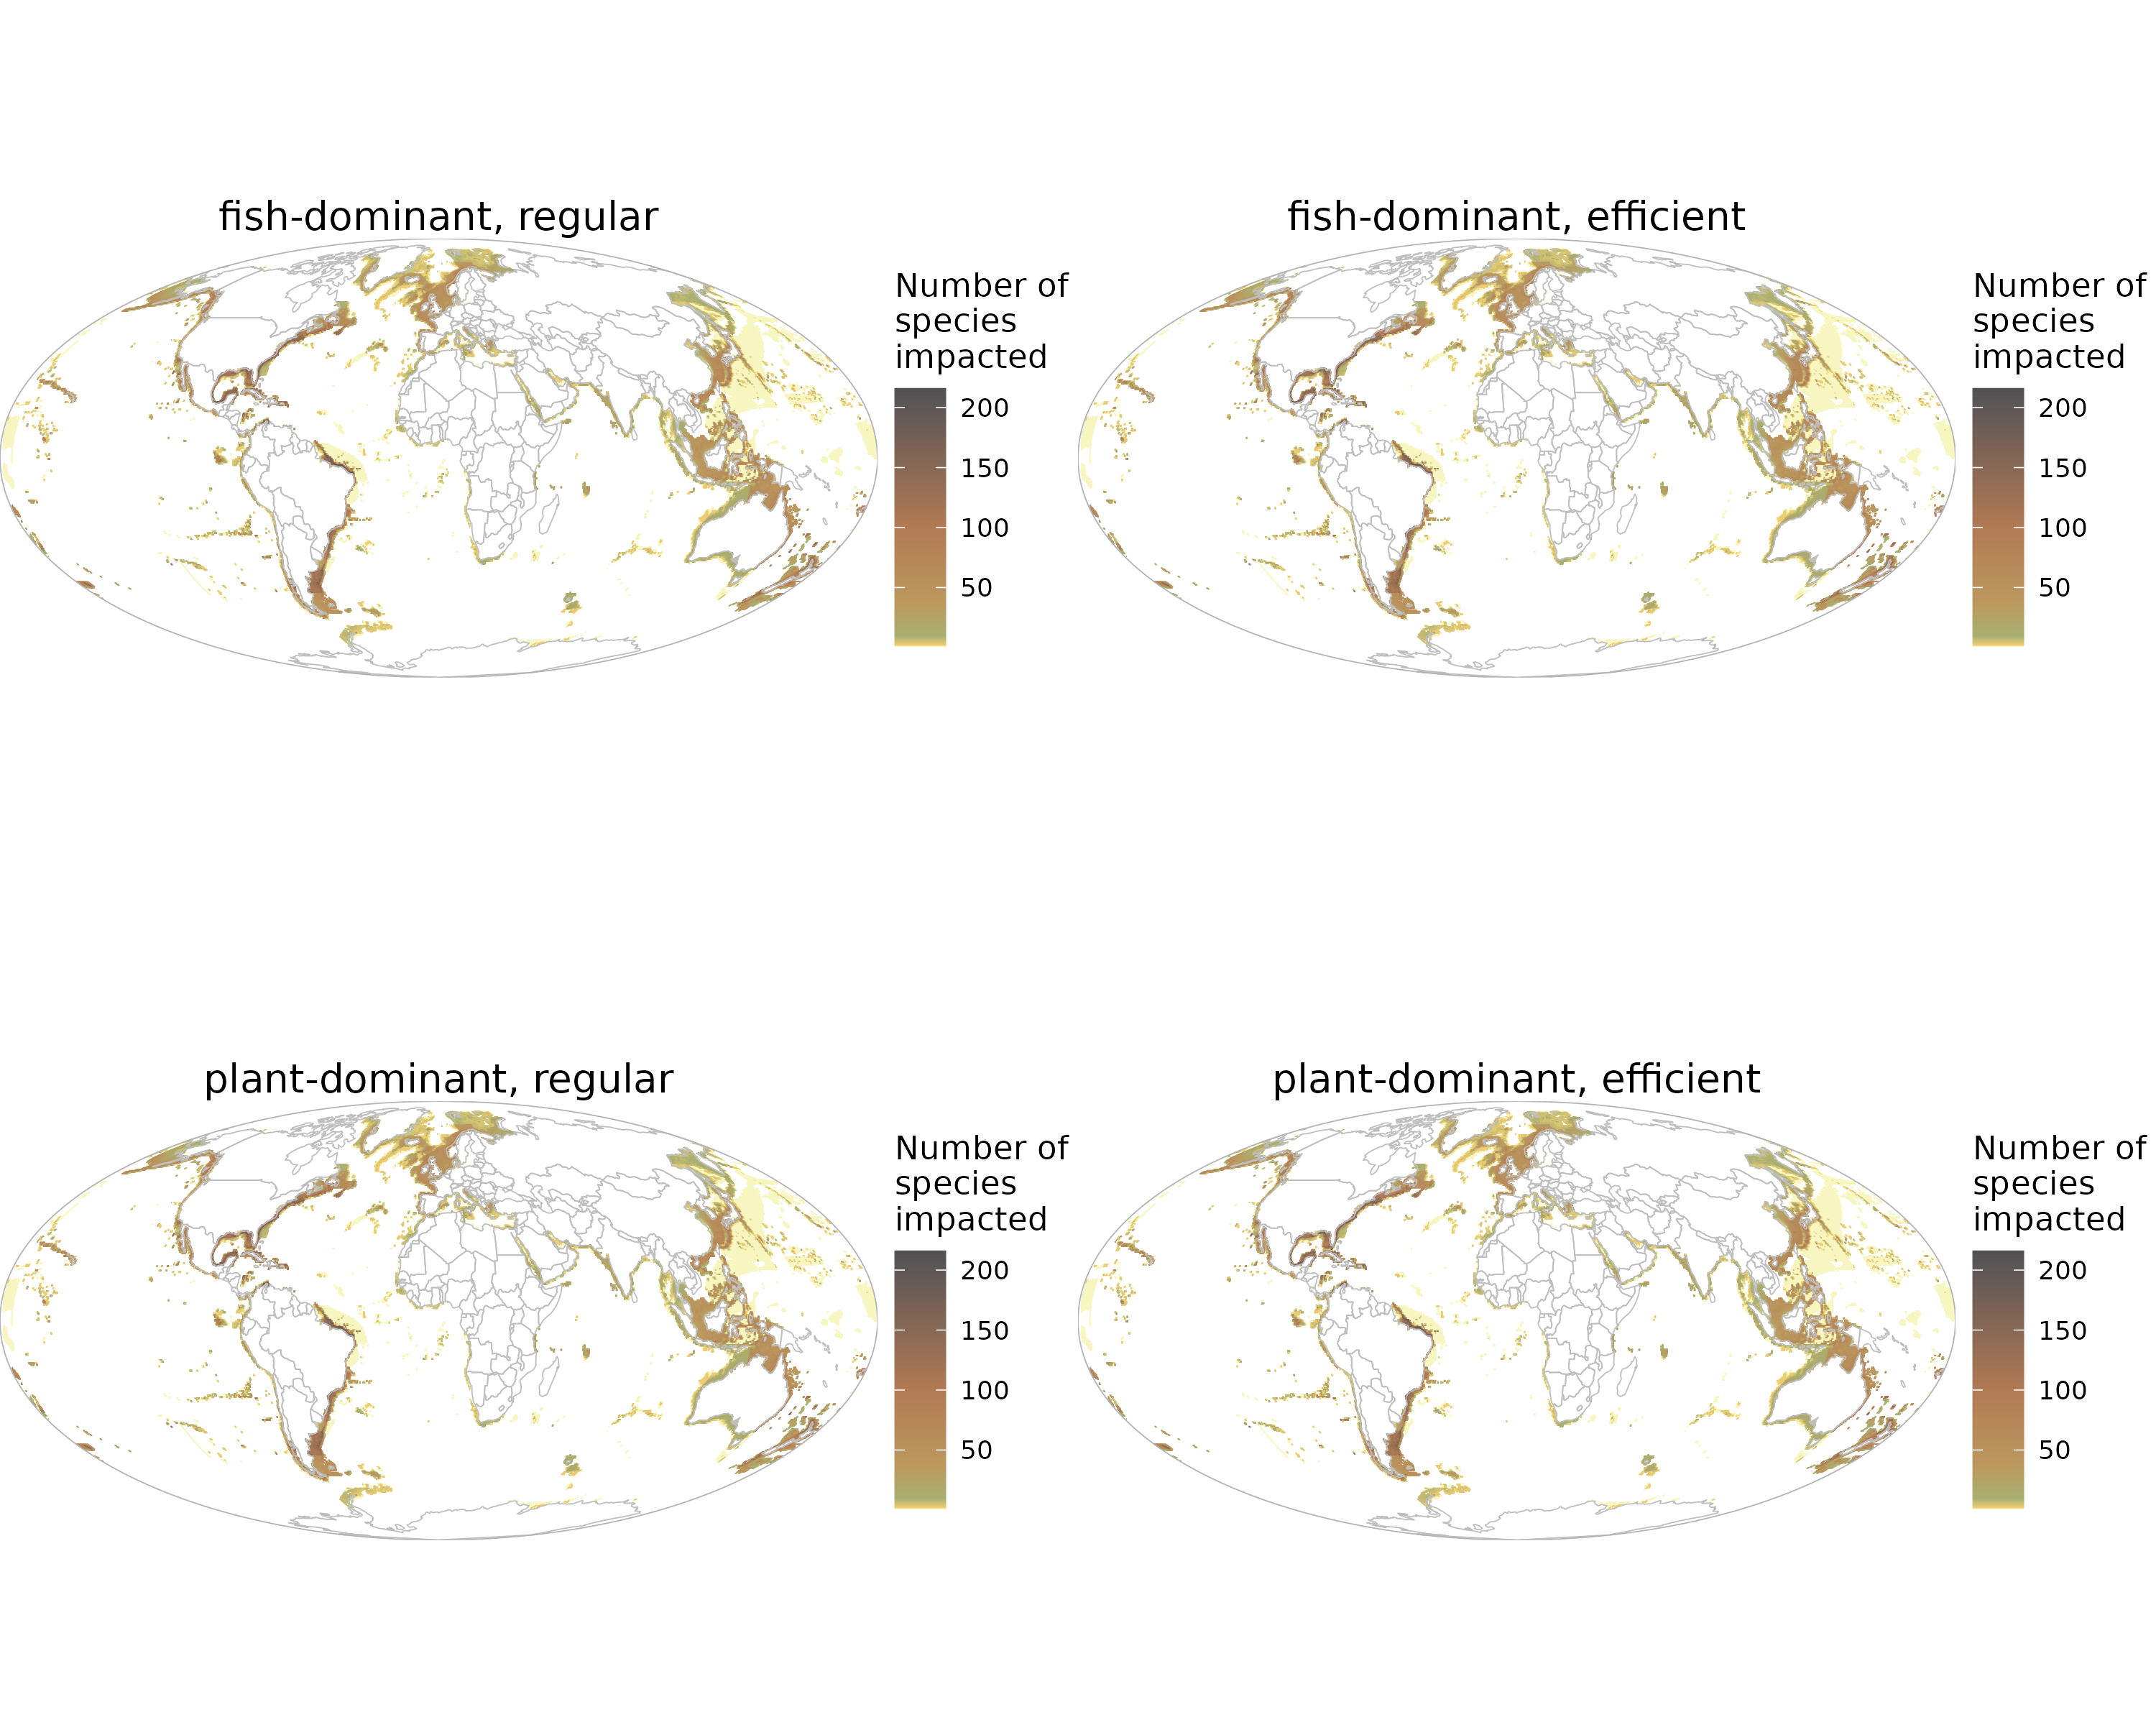 fish-dominant, regular
Number of
species
impacted
200
150
100
50
fish-dominant, efficient
Number of
species
impacted
200
150
100
50
plant-dominant, regular
Number of
species
impacted
200
150
100
50
plant-dominant, efficient
Number of
species
impacted
200
150
100
50